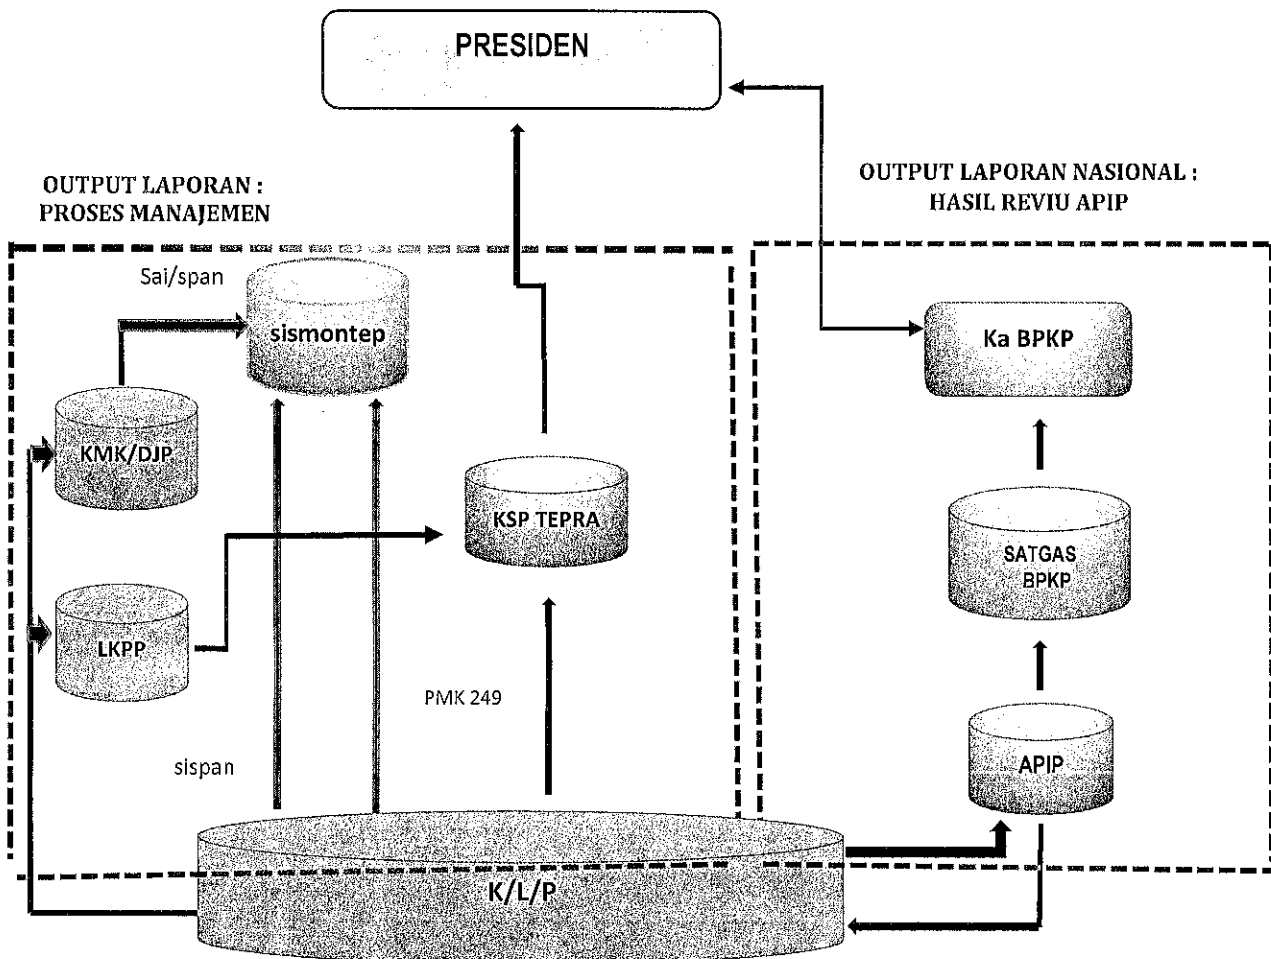 PRESIDEN
OUTPUT LAPORAN :
PROSES MANAJEMEN
OUTPUT LAPORAN NASIONAL :
HASIL REVIU APIP
Sai/span
sismontep
Ka BPKP
KMK/DJP
KSP TEPRA
SATGAS
BPKP
LKPP
PMK 249
sispan
APIP
K/L/P